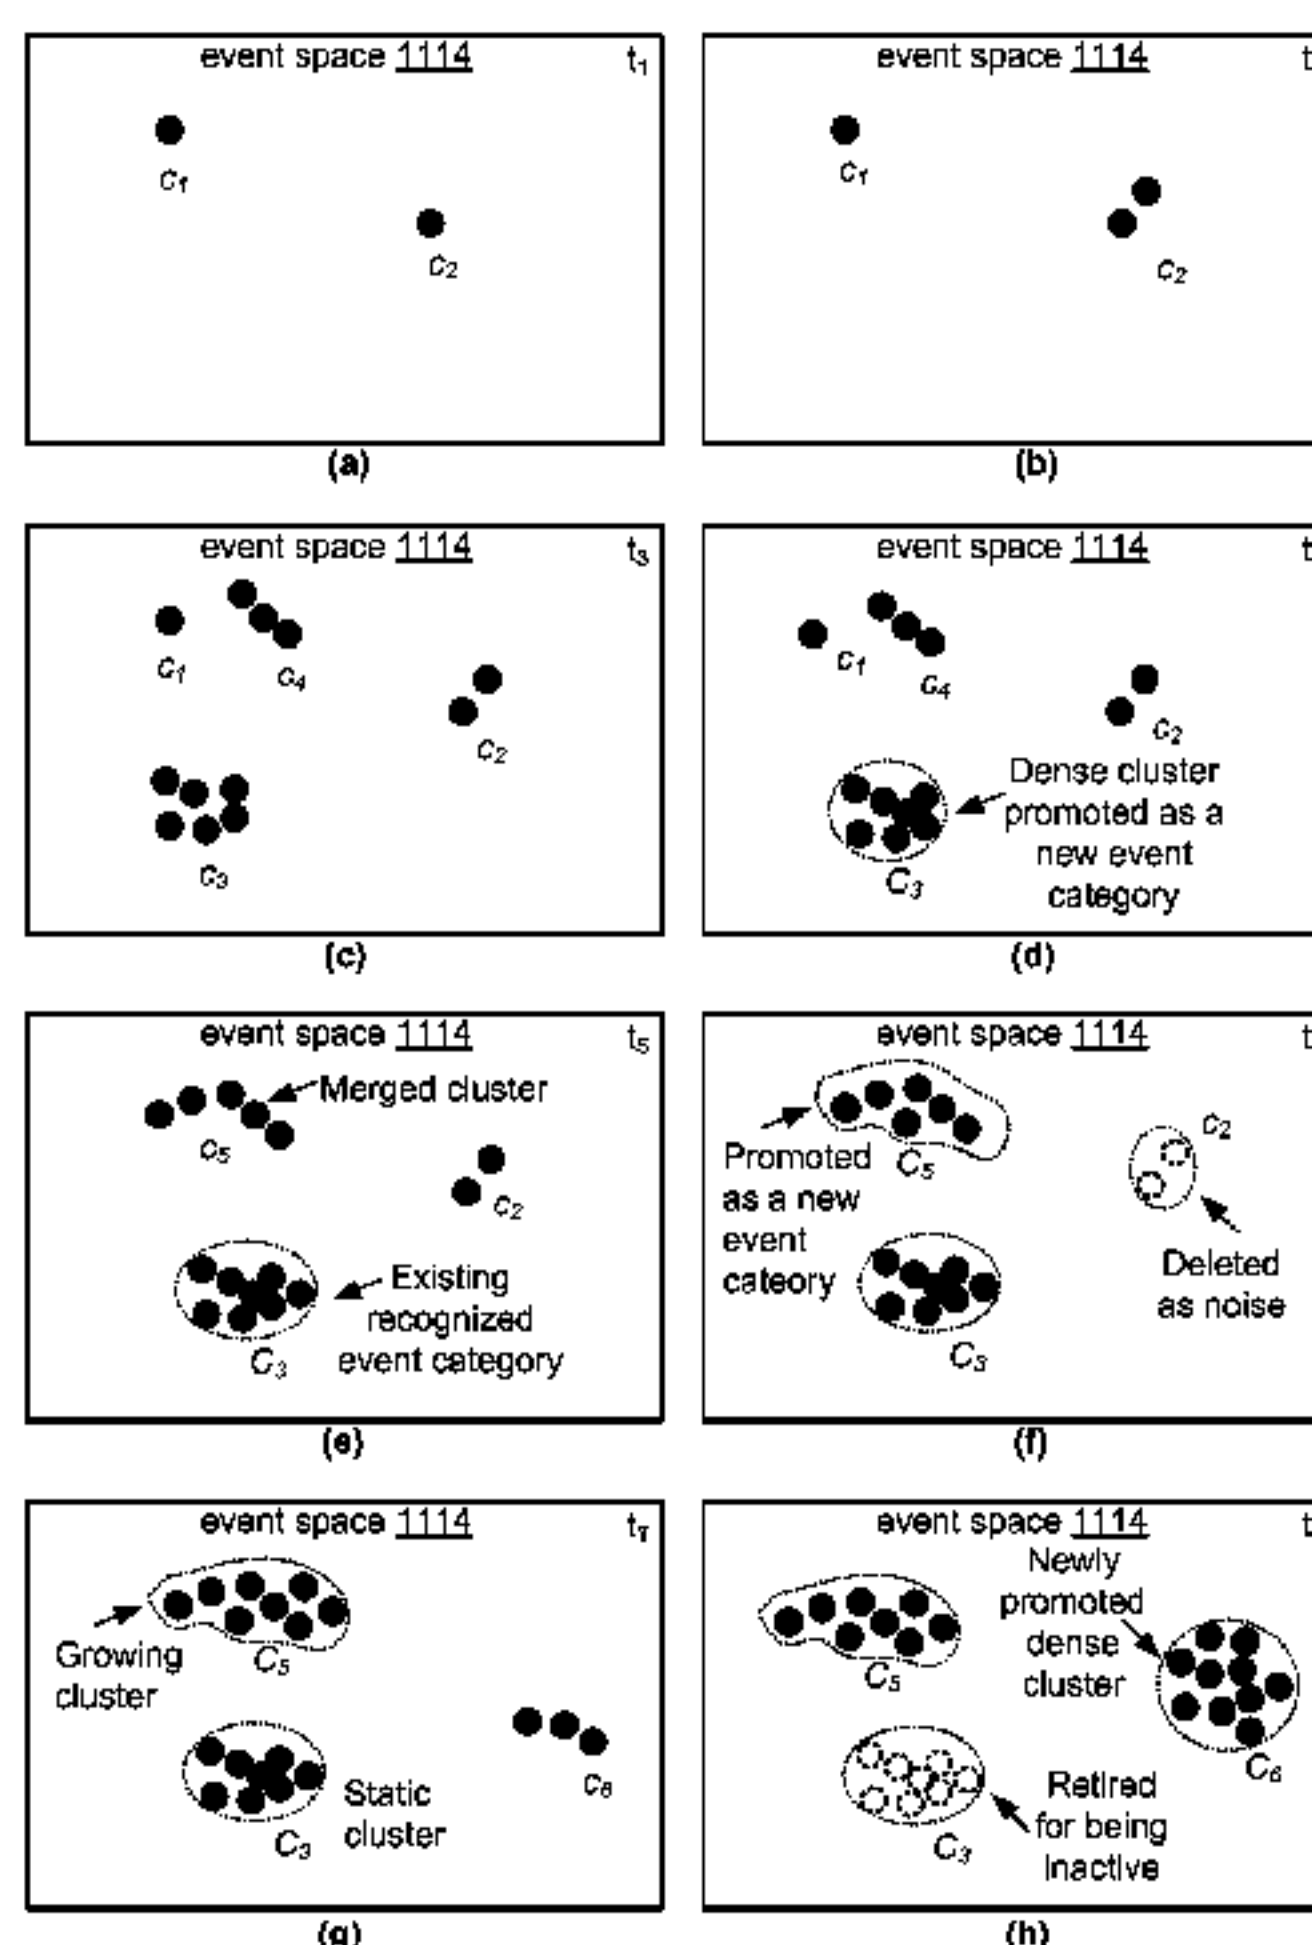 event space 1114 t1
c1
c2
(a)
event space 1114 t
c1
c2
(b)
event space 1114 t3
c1
c4
c2
c3
(c)
event space 1114 t
c1
c4
c2
Dense cluster
promoted as a
new event
category
C3
(d)
event space 1114 t5
Merged cluster
c5
c2
Existing
recognized
event category
C3
(e)
event space 1114 t
c2
Promoted
as a new
event
cateory
C5
Deleted
as noise
C3
(f)
event space 1114 t7
Growing
cluster
C5
c6
Static
cluster
C3
(g)
event space 1114 t
Newly
promoted
dense
cluster
C5
C6
Retired
for being
inactive
C3
(h)